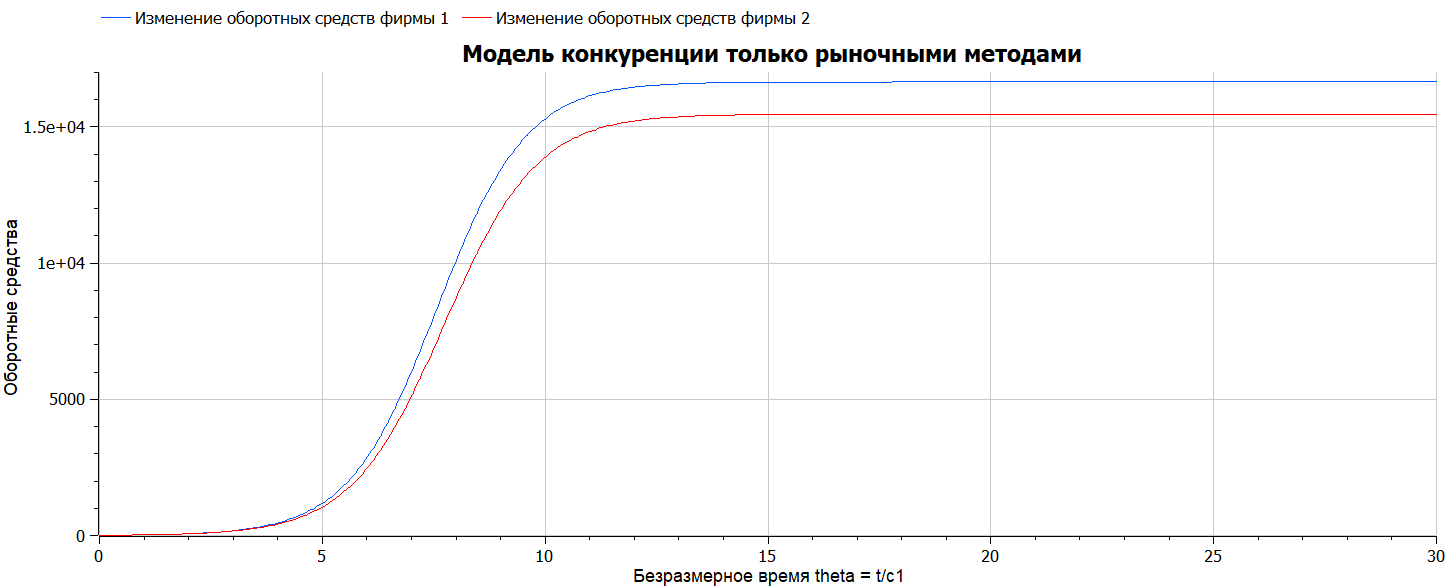 Изменение оборотных средств фирмы 1 Изменение оборотных средств фирмы 2
Модель конкуренции только рыночными методами
1.5e+04
1e+04
5000
0
Оборотные средства
0 5 10 15 20 25 30
Безразмерное время theta = t/c1